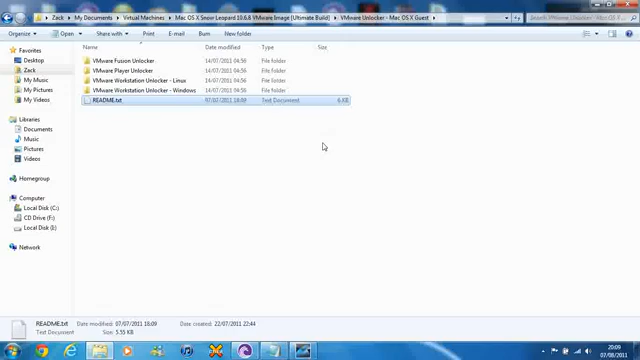 Zack ▸ My Documents ▸ Virtual Machines ▸ Mac OS X Snow Leopard 10.6.8 VMware Image [Ultimate Build] ▸ VMware Unlocker - Mac OS X Guest ▸
Search VMware Unlocker - Mac OS X Guest
Organize Open Share with Print E-mail Burn New folder
Name Date modified Type Size
Favorites
Desktop
Zack
My Music
My Pictures
My Videos
Libraries
Documents
Music
Pictures
Videos
Homegroup
Computer
Local Disk (C:)
CD Drive (F:)
Local Disk (I:)
Network
VMware Fusion Unlocker 14/07/2011 04:56 File folder
VMware Player Unlocker 14/07/2011 04:56 File folder
VMware Workstation Unlocker - Linux 14/07/2011 04:56 File folder
VMware Workstation Unlocker - Windows 14/07/2011 04:56 File folder
README.txt 07/07/2011 18:09 Text Document 6 KB
README.txt Date modified: 07/07/2011 18:09 Date created: 22/07/2011 22:44
Text Document Size: 5.55 KB
20:09
07/08/2011